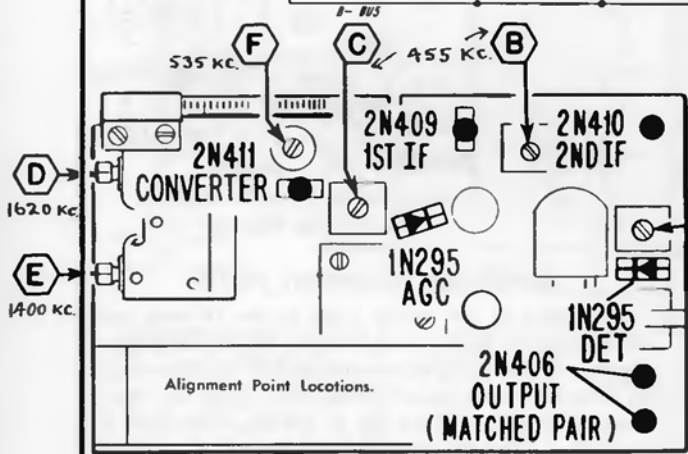 B- BUS
F
C
B
535 KC.
455 KC.
2N409
1ST IF
2N410
2ND IF
2N411
CONVERTER
D
1620 KC.
E
1400 KC.
1N295
AGC
1N295
DET
2N406
OUTPUT
(MATCHED PAIR)
Alignment Point Locations.